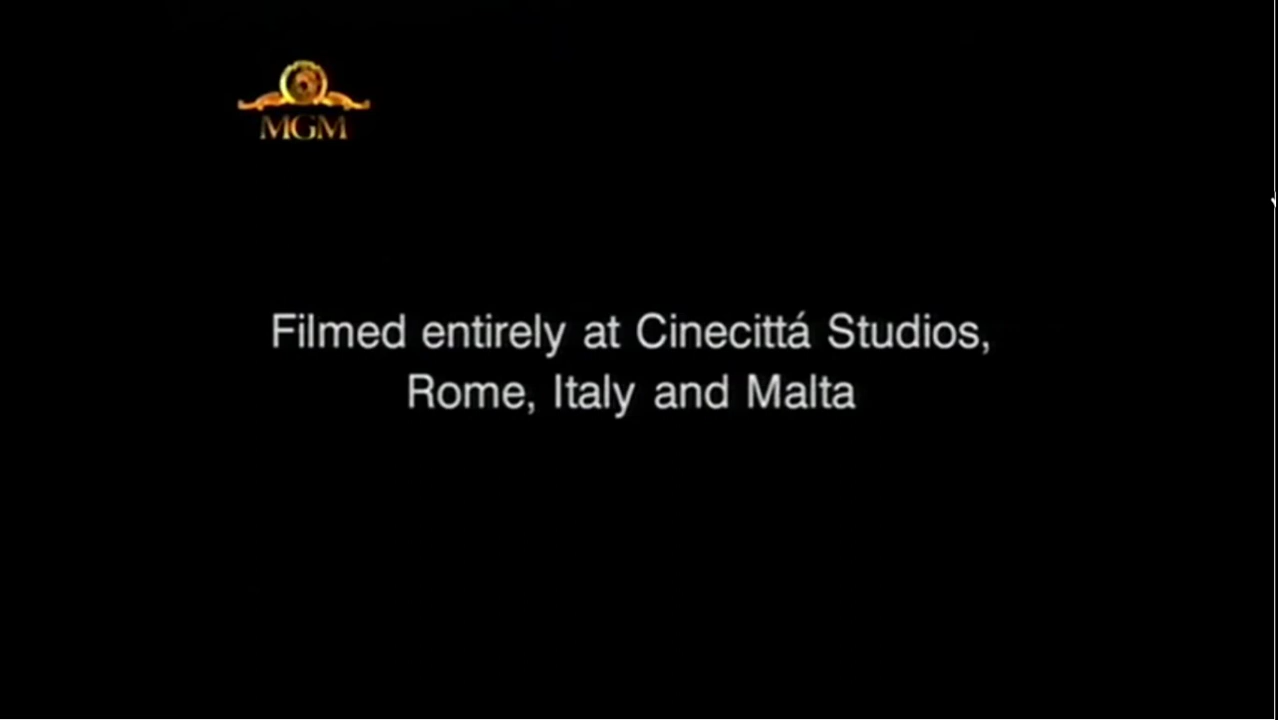 MGM
Filmed entirely at Cinecittá Studios,
Rome, Italy and Malta